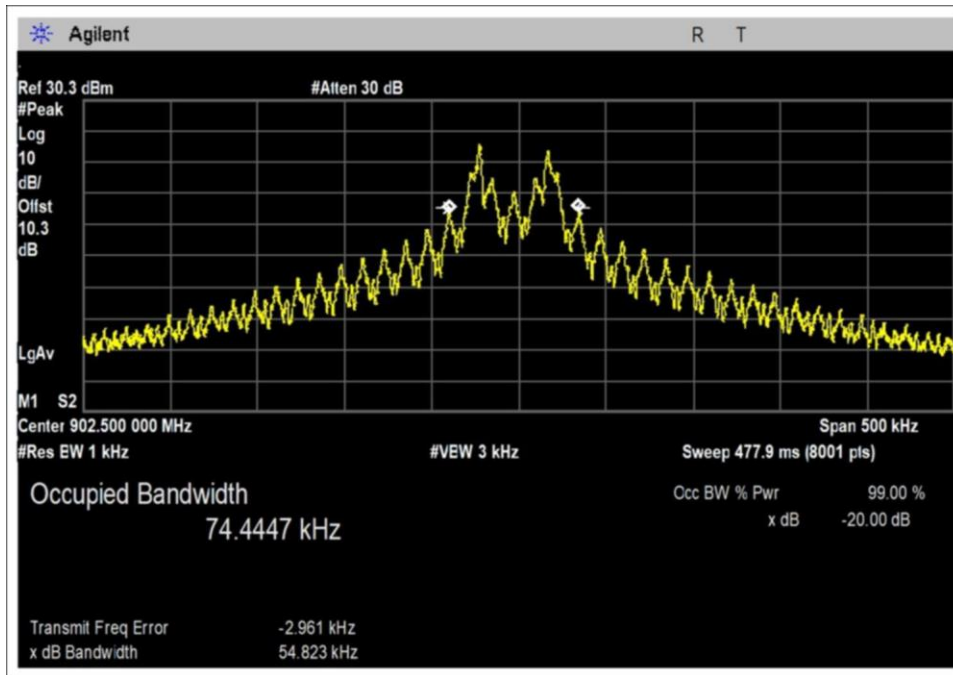 Agilent R T
Ref 30.3 dBm #Atten 30 dB
#Peak
Log
10
dB/
Offst
10.3
dB
LgAv
M1 S2
Center 902.500 000 MHz Span 500 kHz
#Res BW 1 kHz #VBW 3 kHz Sweep 477.9 ms (8001 pts)
Occupied Bandwidth Occ BW % Pwr 99.00 %
74.4447 kHz x dB -20.00 dB
Transmit Freq Error -2.961 kHz
x dB Bandwidth 54.823 kHz